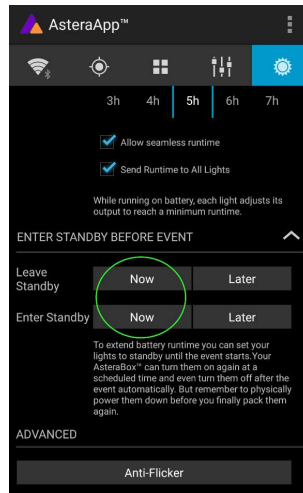 AsteraApp™
3h 4h 5h 6h 7h
Allow seamless runtime
Send Runtime to All Lights
While running on battery, each light adjusts its
output to reach a minimum runtime.
ENTER STANDBY BEFORE EVENT
Leave
Standby
Now
Later
Enter Standby
Now
Later
To extend battery runtime you can set your
lights to standby until the event starts.Your
AsteraBox™ can turn them on again at a
scheduled time and even turn them off after the
event automatically. But remember to physically
power them down before you finally pack them
again.
ADVANCED
Anti-Flicker